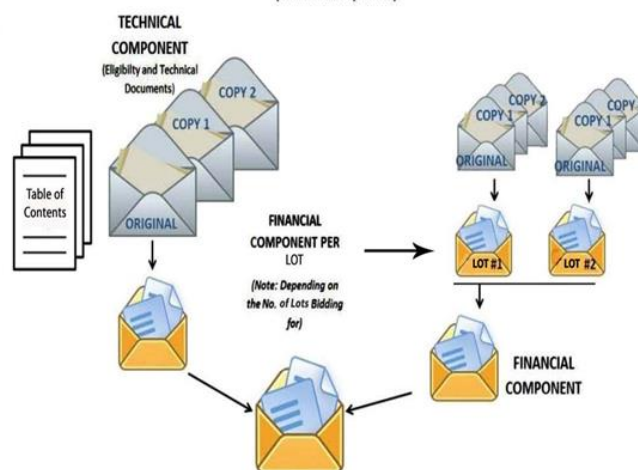 TECHNICAL
COMPONENT
(Eligibilty and Technical
Documents)
COPY 2
COPY 1
ORIGINAL
Table of
Contents
FINANCIAL
COMPONENT PER
LOT
(Note: Depending on
the No. of Lots Bidding
for)
COPY 2
COPY 1
ORIGINAL
COPY
COPY 1
ORIGINAL
LOT #1
LOT #2
FINANCIAL
COMPONENT